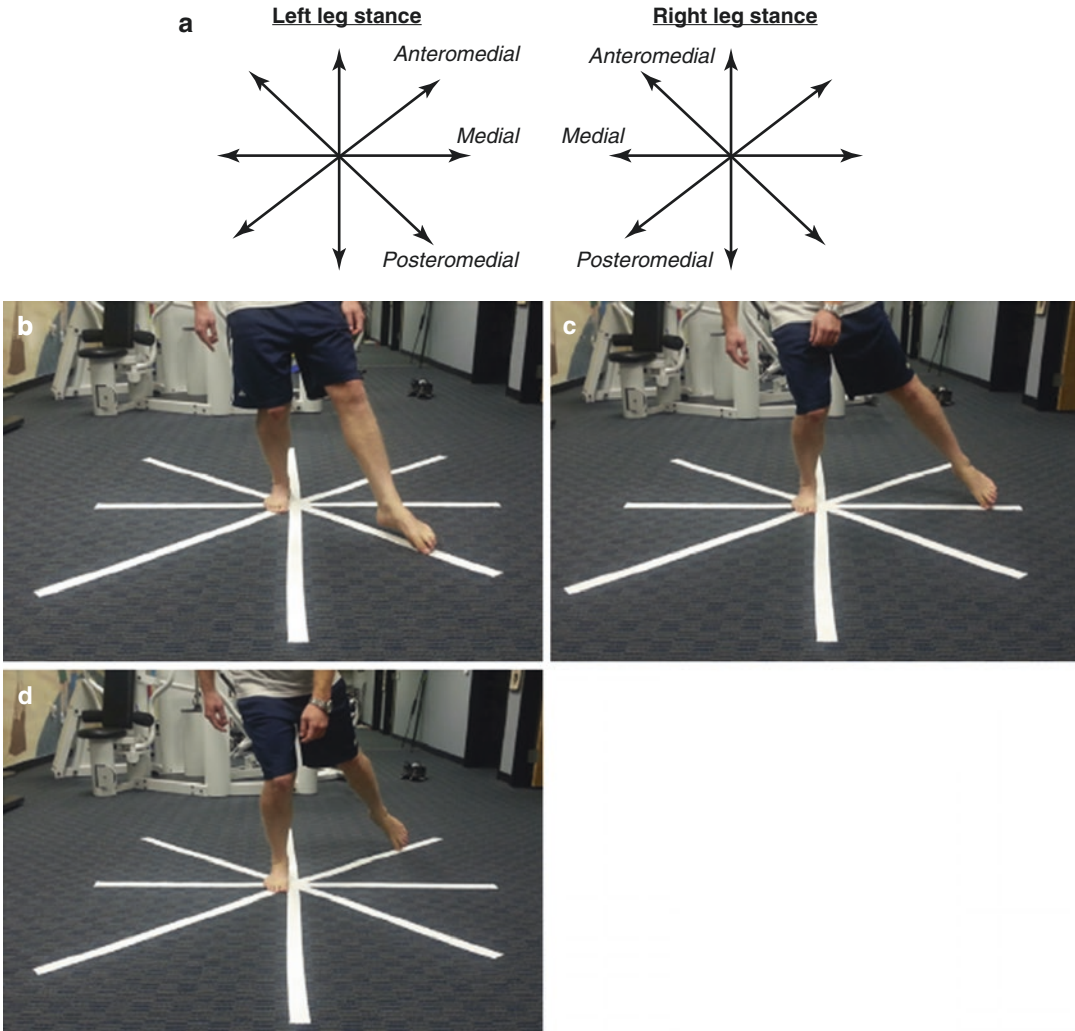 a
Left leg stance
Right leg stance
Anteromedial
Anteromedial
Medial
Medial
Posteromedial
Posteromedial
b
c
d